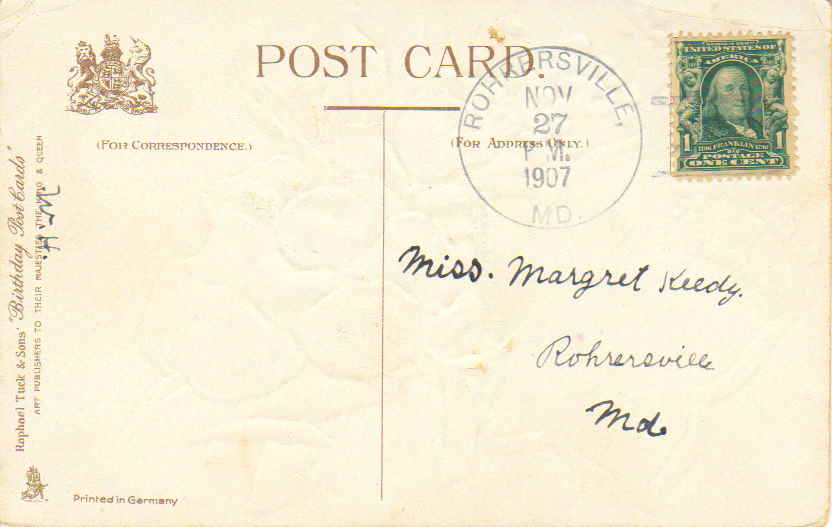 POST CARD.
(FOR CORRESPONDENCE.)
(FOR ADDRESS ONLY.)
ROHRERSVILLE,
NOV
27
P.M.
1907
MD.
UNITED STATES OF
AMERICA
1 FRANKLIN 1
POSTAGE
ONE CENT
Miss. Margret Keedy.
Rohrersville
Md.
Raphael Tuck & Sons' "Birthday Post Cards"
ART PUBLISHERS TO THEIR MAJESTIES THE KING & QUEEN
Printed in Germany